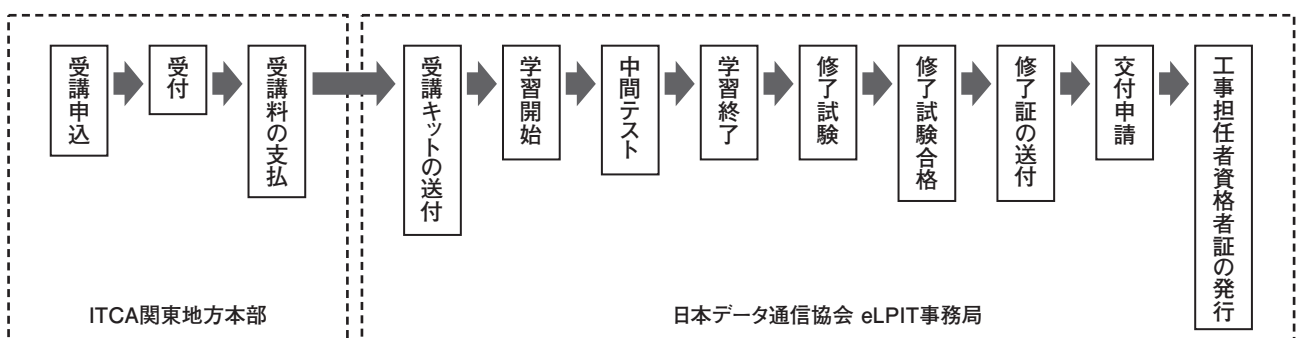 受講申込
受付
受講料の支払
受講キットの送付
学習開始
中間テスト
学習終了
修了試験
修了試験合格
修了証の送付
交付申請
工事担任者資格者証の発行
ITCA関東地方本部
日本データ通信協会 eLPIT事務局